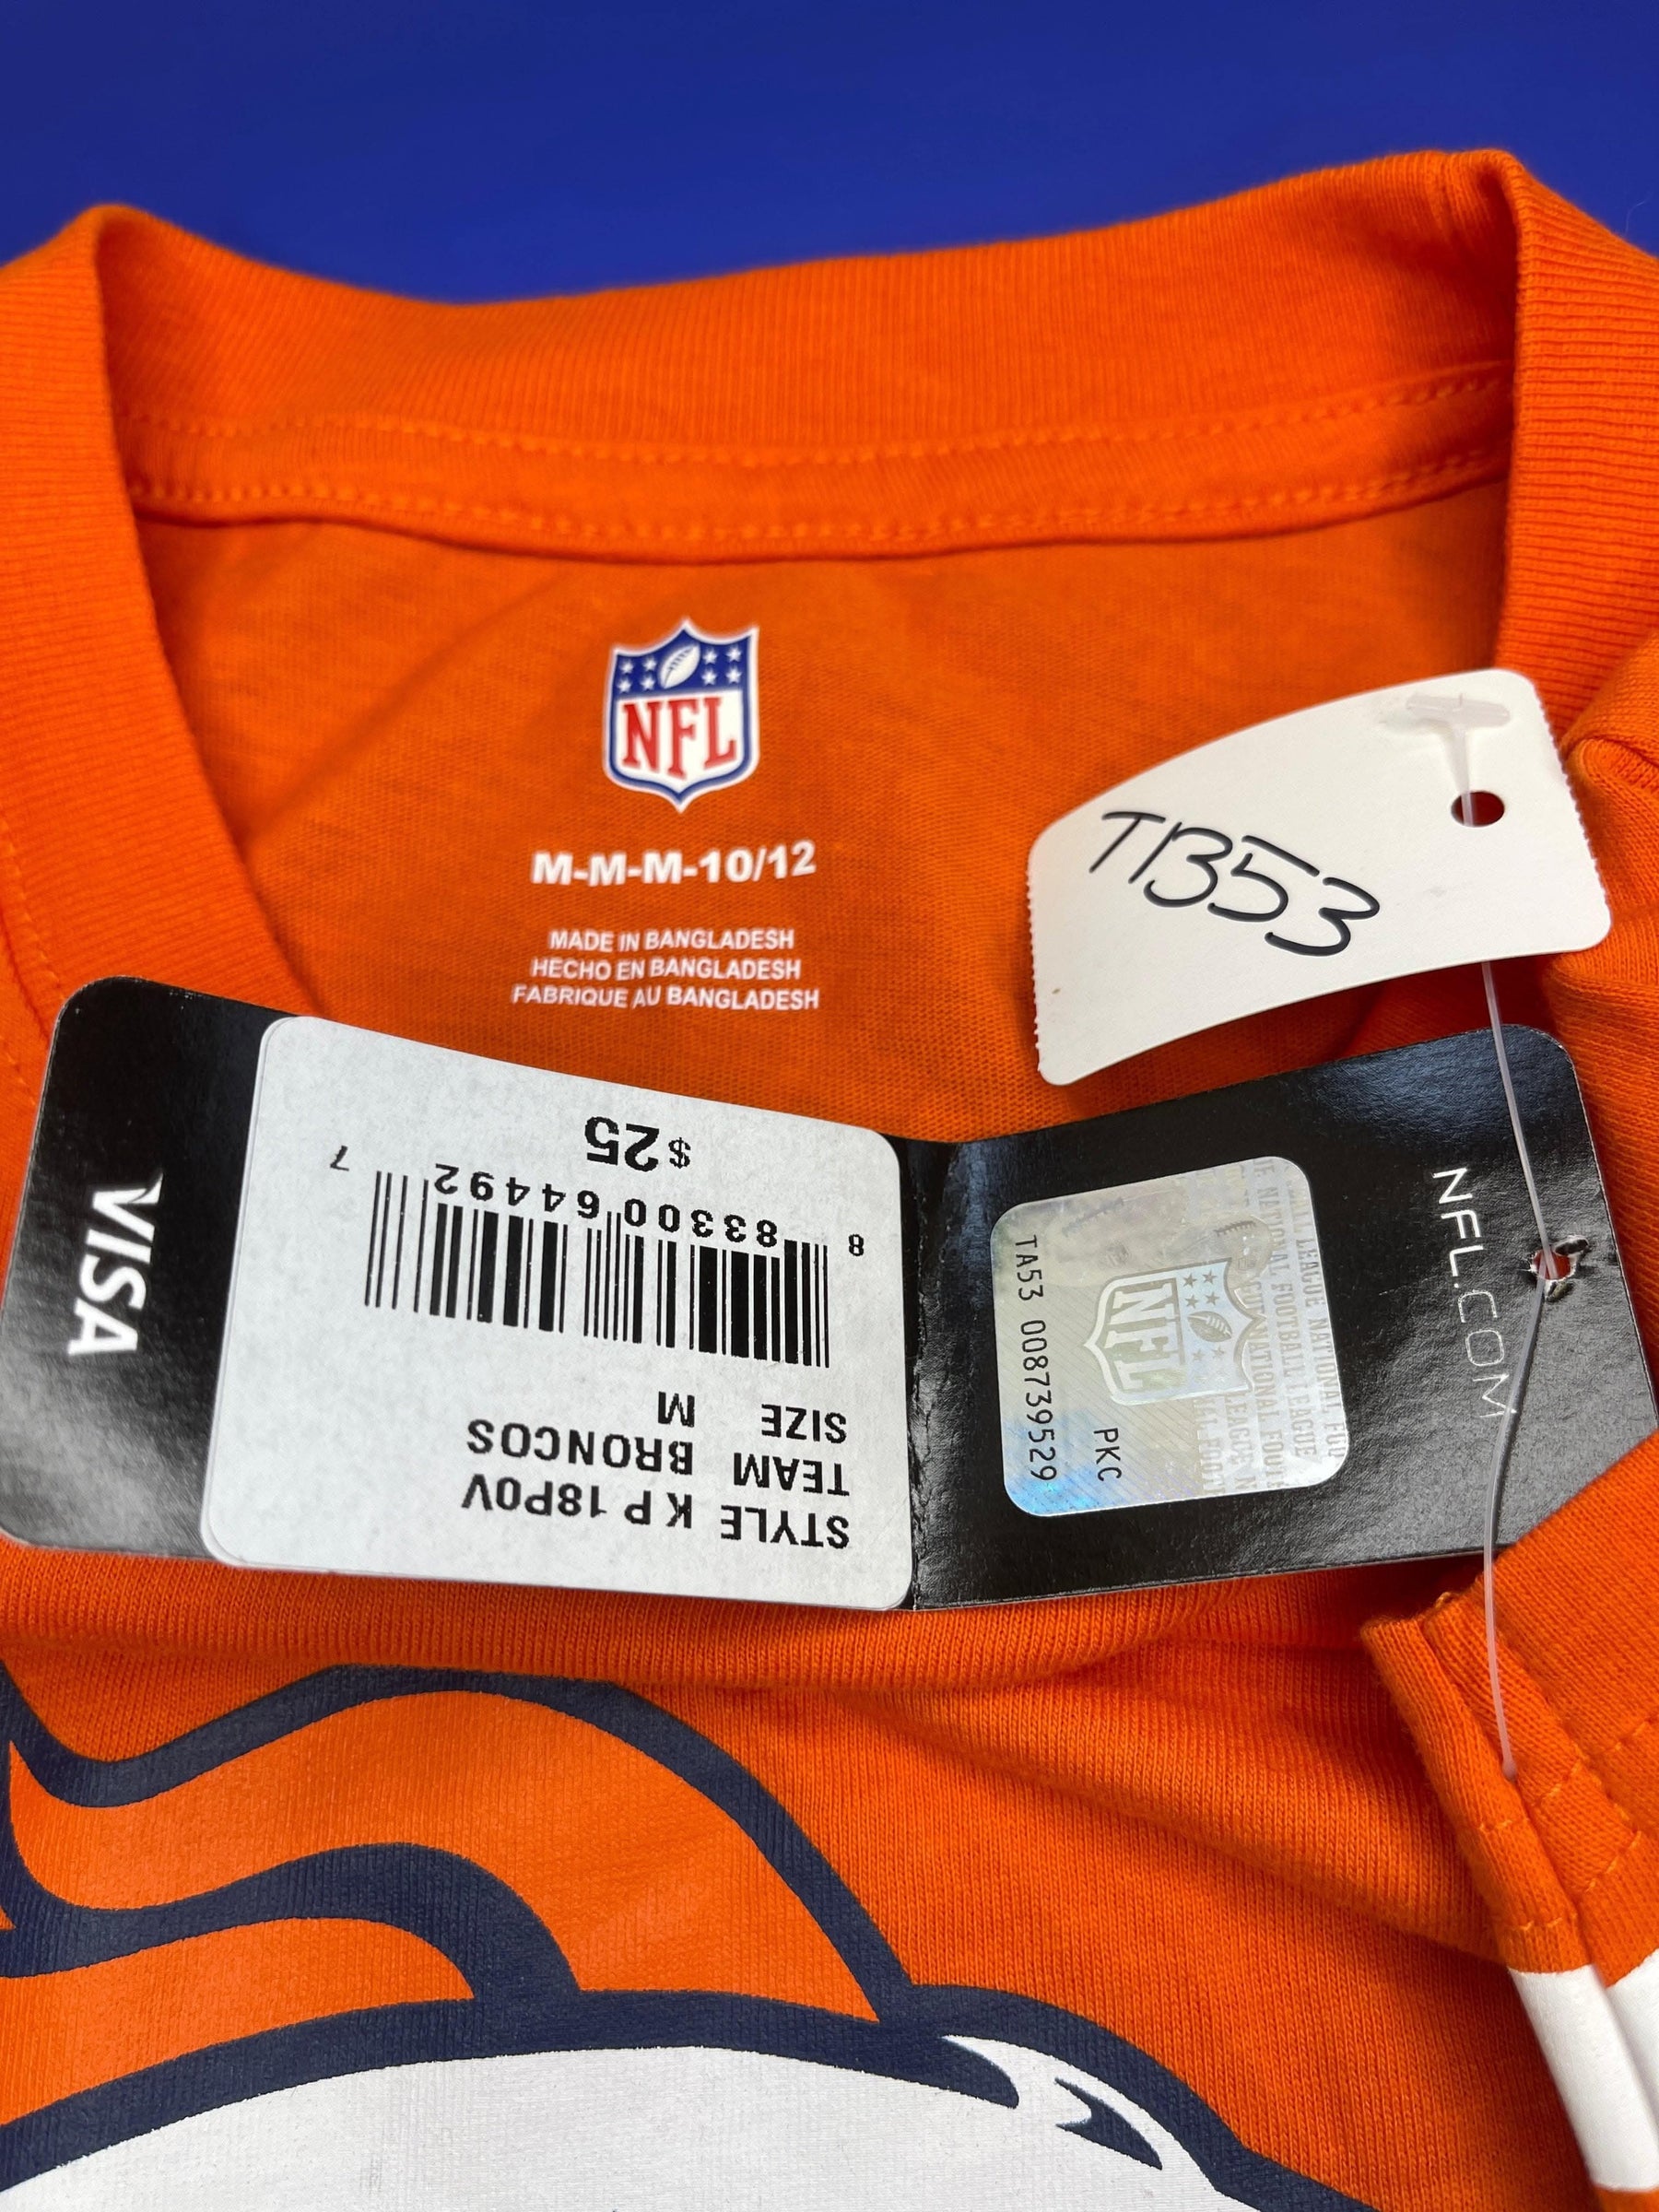 NFL
M-M-M-10/12
MADE IN BANGLADESH
HECHO EN BANGLADESH
FABRIQUE AU BANGLADESH
T1353
VISA
STYLE K P 18P0V
TEAM BRONCOS
SIZE M
8 83300 64492 7
$25
NFL
TA53 008739529
PKC
NFL.COM